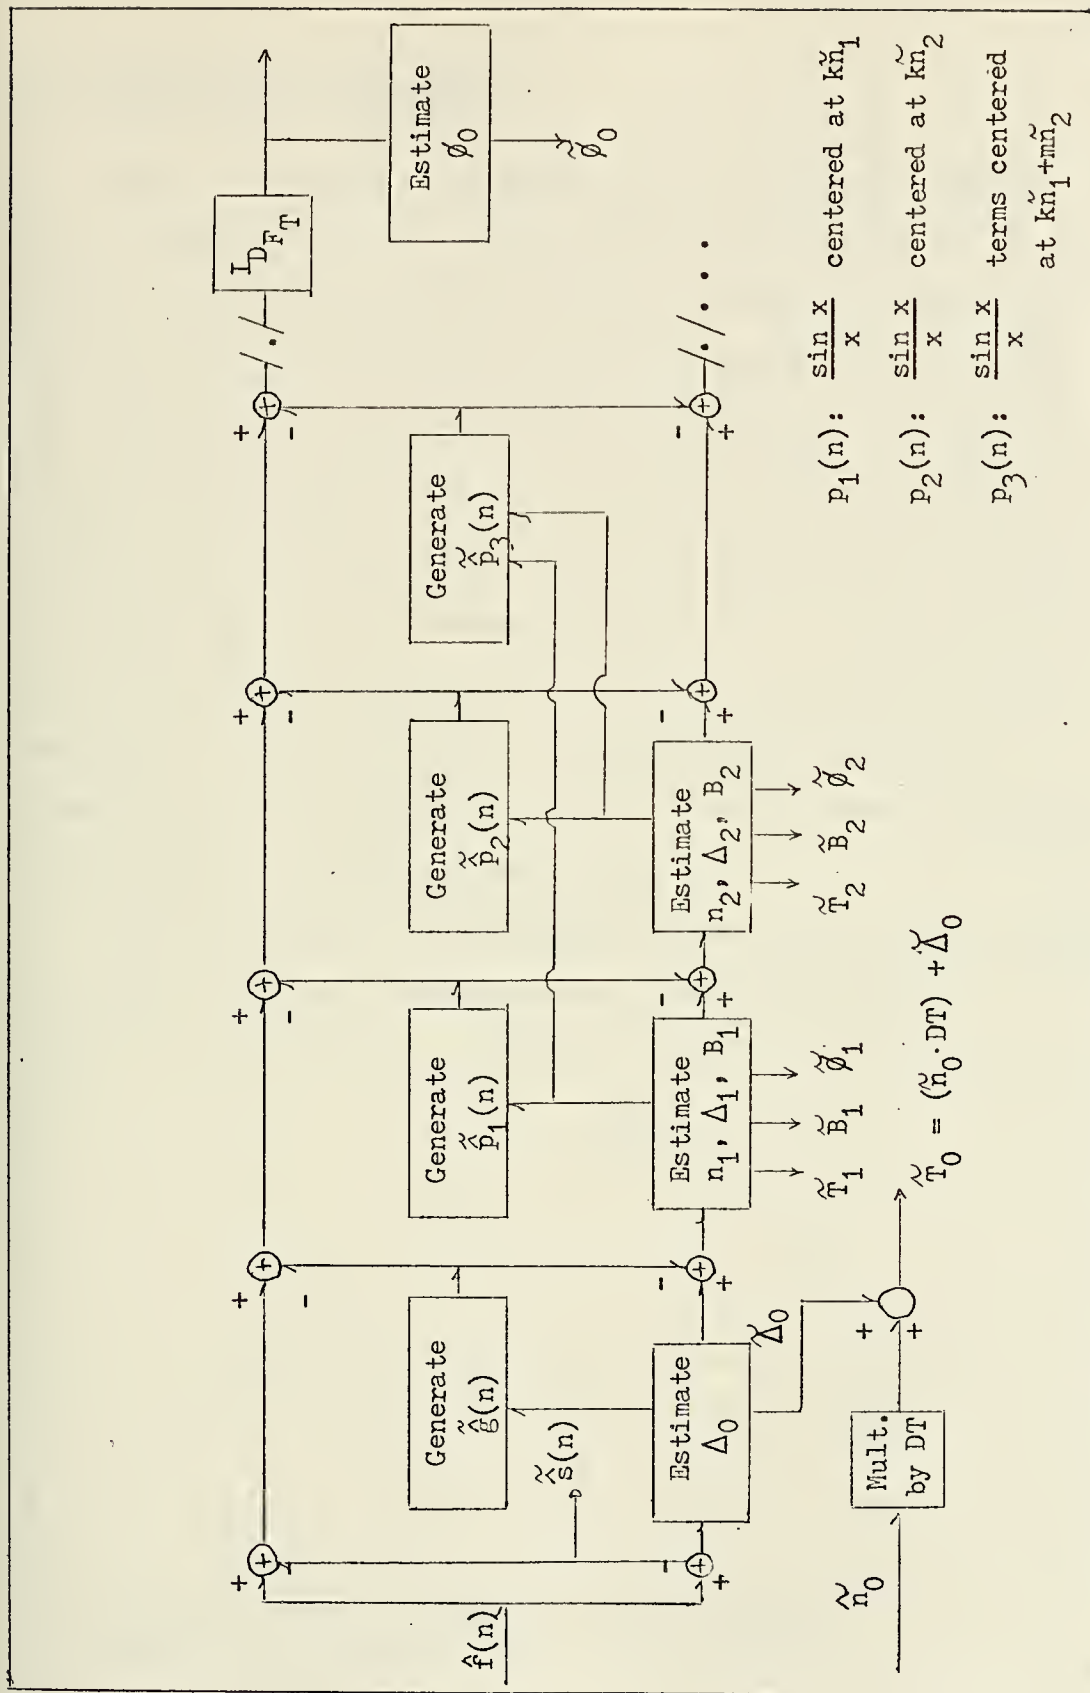 f̂(n)
+
-
+
-
s̃̂(n)
Estimate
Δ₀
Generate
g̃̂(n)
Δ̃₀
ñ₀
Mult.
by DT
+
+
T̃₀ = (ñ₀·DT) + Δ̃₀
+
-
-
+
Estimate
n₁, Δ₁, B₁
T̃₁
B̃₁
ø̃₁
Generate
p̃̂₁(n)
+
-
-
+
Estimate
n₂, Δ₂, B₂
T̃₂
B̃₂
ø̃₂
Generate
p̃̂₂(n)
+
-
-
+
Generate
p̃̂₃(n)
+
-
-
+
IDFT
Estimate
ø₀
ø̃₀
p₁(n): sin x / x centered at kñ₁
p₂(n): sin x / x centered at kñ₂
p₃(n): sin x / x terms centered
at kñ₁+mñ₂